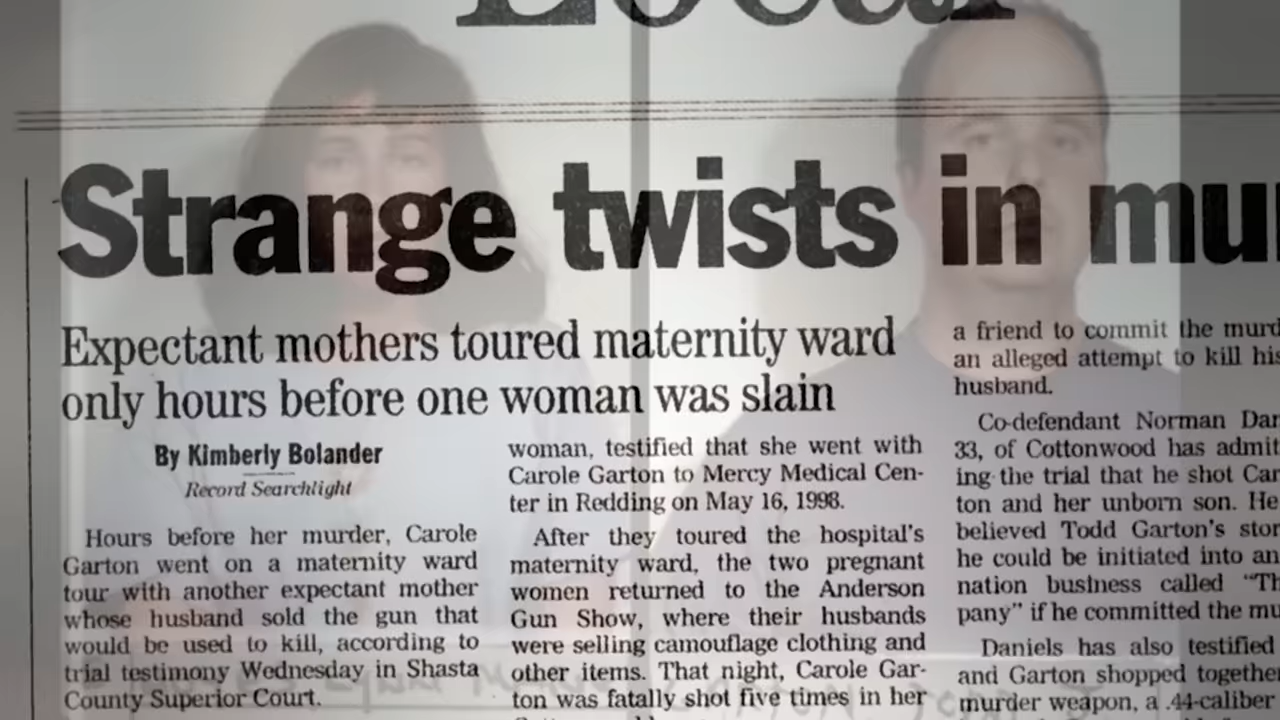 Local
Strange twists in mu
Expectant mothers toured maternity ward
only hours before one woman was slain
By Kimberly Bolander
Record Searchlight
Hours before her murder, Carole
Garton went on a maternity ward
tour with another expectant mother
whose husband sold the gun that
would be used to kill, according to
trial testimony Wednesday in Shasta
County Superior Court.
woman, testified that she went with
Carole Garton to Mercy Medical Cen-
ter in Redding on May 16, 1998.
After they toured the hospital's
maternity ward, the two pregnant
women returned to the Anderson
Gun Show, where their husbands
were selling camouflage clothing and
other items. That night, Carole Gar-
ton was fatally shot five times in her
a friend to commit the murd
an alleged attempt to kill his
husband.
Co-defendant Norman Dan
33, of Cottonwood has admit
ing the trial that he shot Car
ton and her unborn son. He
believed Todd Garton's stor
he could be initiated into an
nation business called "Th
pany" if he committed the mu
Daniels has also testified
and Garton shopped together
murder weapon, a .44-caliber